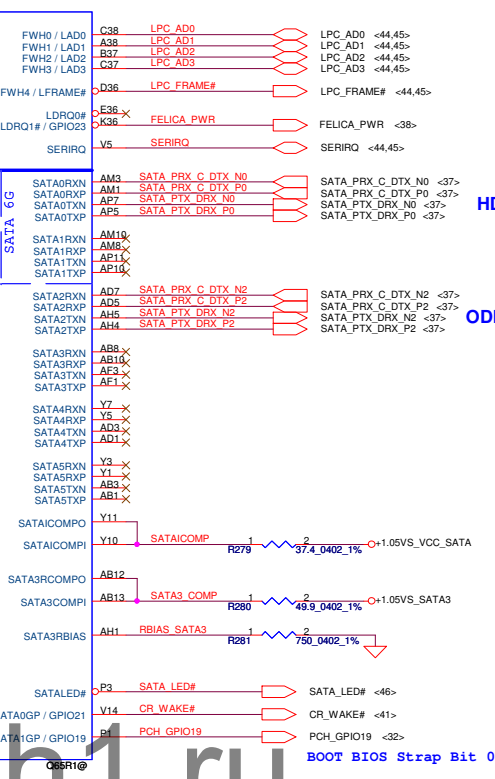 FWH0 / LAD0 C38 LPC_AD0 LPC_AD0 <44,45>
FWH1 / LAD1 A38 LPC_AD1 LPC_AD1 <44,45>
FWH2 / LAD2 B37 LPC_AD2 LPC_AD2 <44,45>
FWH3 / LAD3 C37 LPC_AD3 LPC_AD3 <44,45>
FWH4 / LFRAME# D36 LPC_FRAME# LPC_FRAME# <44,45>
LDRQ0# E36
LDRQ1# / GPIO23 K36 FELICA_PWR FELICA_PWR <38>
SERIRQ V5 SERIRQ SERIRQ <44,45>
SATA 6G
SATA0RXN AM3 SATA_PRX_C_DTX_N0 SATA_PRX_C_DTX_N0 <37>
SATA0RXP AM1 SATA_PRX_C_DTX_P0 SATA_PRX_C_DTX_P0 <37>
SATA0TXN AP7 SATA_PTX_DRX_N0 SATA_PTX_DRX_N0 <37>
SATA0TXP AP5 SATA_PTX_DRX_P0 SATA_PTX_DRX_P0 <37>
HD
SATA1RXN AM10
SATA1RXP AM8
SATA1TXN AP11
SATA1TXP AP10
SATA2RXN AD7 SATA_PRX_C_DTX_N2 SATA_PRX_C_DTX_N2 <37>
SATA2RXP AD5 SATA_PRX_C_DTX_P2 SATA_PRX_C_DTX_P2 <37>
SATA2TXN AH5 SATA_PTX_DRX_N2 SATA_PTX_DRX_N2 <37>
SATA2TXP AH4 SATA_PTX_DRX_P2 SATA_PTX_DRX_P2 <37>
OD
SATA3RXN AB8
SATA3RXP AB10
SATA3TXN AF3
SATA3TXP AF1
SATA4RXN Y7
SATA4RXP Y5
SATA4TXN AD3
SATA4TXP AD1
SATA5RXN Y3
SATA5RXP Y1
SATA5TXN AB3
SATA5TXP AB1
SATAICOMPO Y11
SATAICOMPI Y10 SATAICOMP 1 2 +1.05VS_VCC_SATA
R279 37.4_0402_1%
SATA3RCOMPO AB12
SATA3COMPI AB13 SATA3_COMP 1 2 +1.05VS_SATA3
R280 49.9_0402_1%
SATA3RBIAS AH1 RBIAS_SATA3 1 2
R281 750_0402_1%
SATALED# P3 SATA_LED# SATA_LED# <46>
ATA0GP / GPIO21 V14 CR_WAKE# CR_WAKE# <41>
ATA1GP / GPIO19 P1 PCH_GPIO19 PCH_GPIO19 <32>
BOOT BIOS Strap Bit 0
Q65R1@
h1.ru